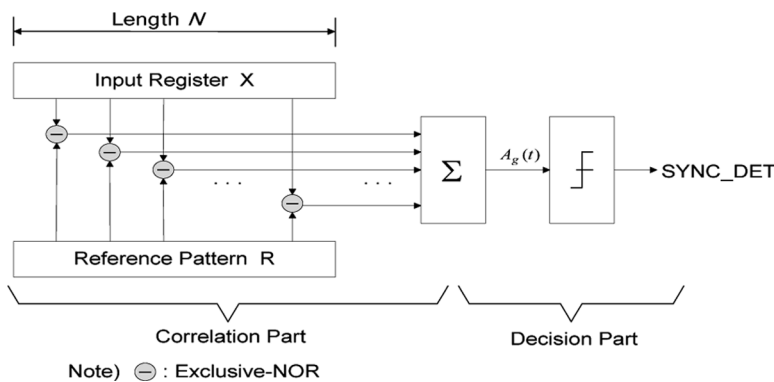 Length N
Input Register X
. . .
. . .
Σ
A_g(t)
SYNC_DET
Reference Pattern R
Correlation Part
Decision Part
Note) ⊖ : Exclusive-NOR